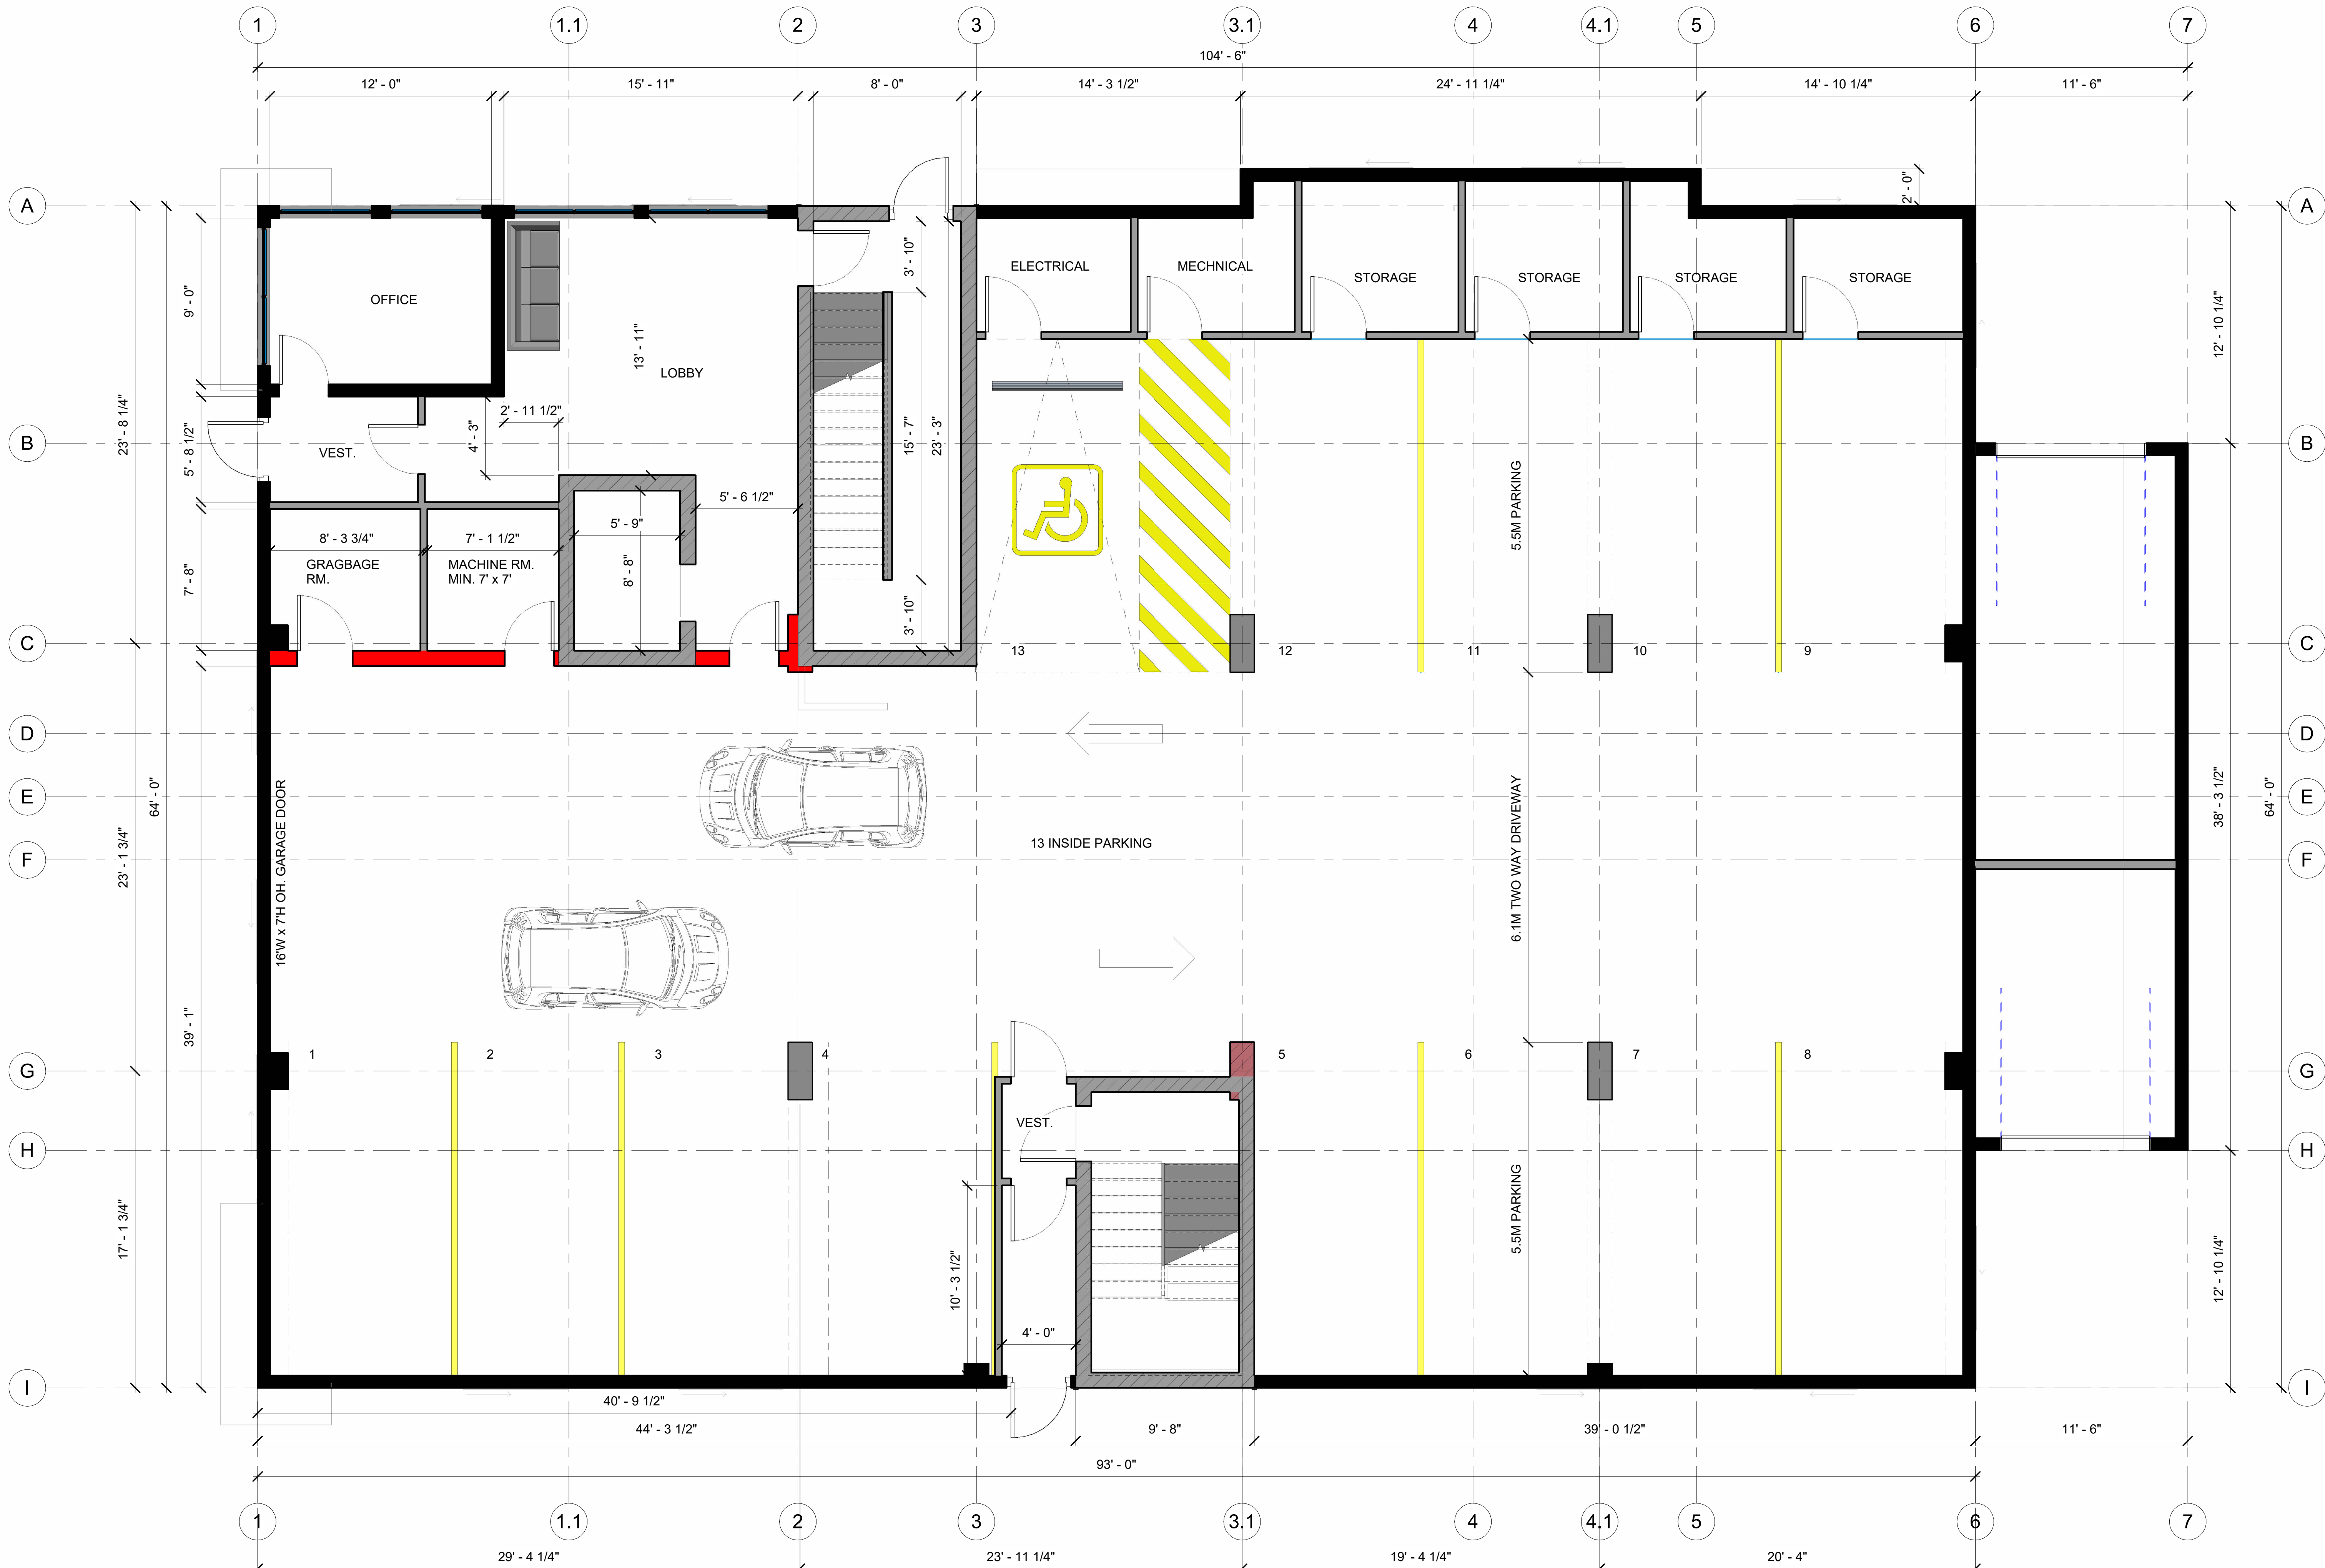 1 1.1 2 3 3.1 4 4.1 5 6 7
104' - 6"
12' - 0" 15' - 11" 8' - 0" 14' - 3 1/2" 24' - 11 1/4" 14' - 10 1/4" 11' - 6"
2' - 0"
A A
3' - 10"
ELECTRICAL MECHNICAL STORAGE STORAGE STORAGE STORAGE
OFFICE
9' - 0"
12' - 10 1/4"
13' - 11"
LOBBY
2' - 11 1/2"
23' - 8 1/4"
5' - 8 1/2"
4' - 3"
15' - 7"
23' - 3"
B B
VEST.
5.5M PARKING
5' - 6 1/2"
5' - 9"
8' - 3 3/4" 7' - 1 1/2"
GRAGBAGE
RM.
MACHINE RM.
MIN. 7' x 7'
7' - 8"
8' - 8"
3' - 10"
C C
13 12 11 10 9
D D
64' - 0"
16'W x 7'H OH. GARAGE DOOR
E E
38' - 3 1/2"
64' - 0"
23' - 1 3/4"
13 INSIDE PARKING
6.1M TWO WAY DRIVEWAY
F F
39' - 1"
1 2 3 4 5 6 7 8
G G
VEST.
H H
17' - 1 3/4"
5.5M PARKING
10' - 3 1/2"
12' - 10 1/4"
4' - 0"
I I
40' - 9 1/2"
44' - 3 1/2" 9' - 8" 39' - 0 1/2" 11' - 6"
93' - 0"
1 1.1 2 3 3.1 4 4.1 5 6 7
29' - 4 1/4" 23' - 11 1/4" 19' - 4 1/4" 20' - 4"